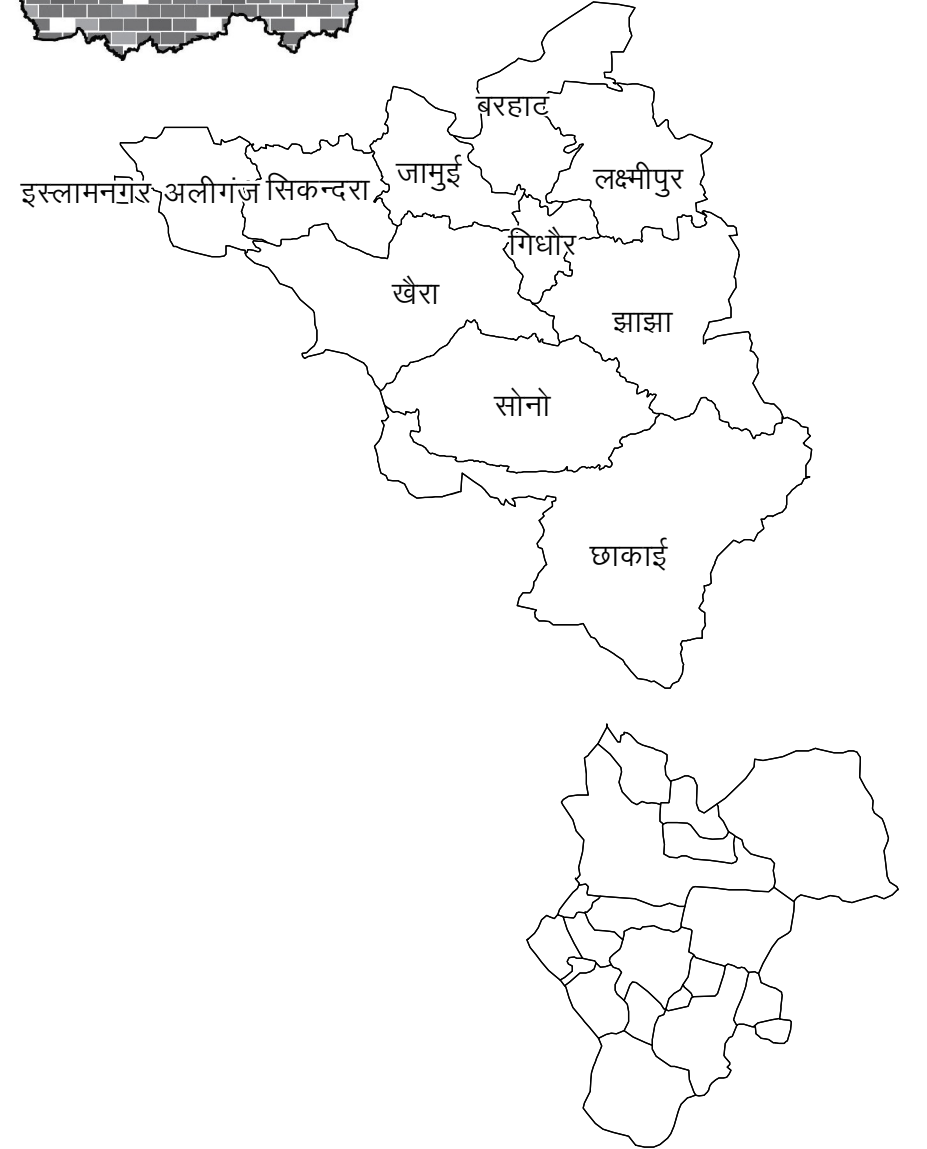 बरहाट
जामुई
लक्ष्मीपुर
इस्लामनगर अलीगंज
सिकन्दरा
गिधौर
खैरा
झाझा
सोनो
छाकाई